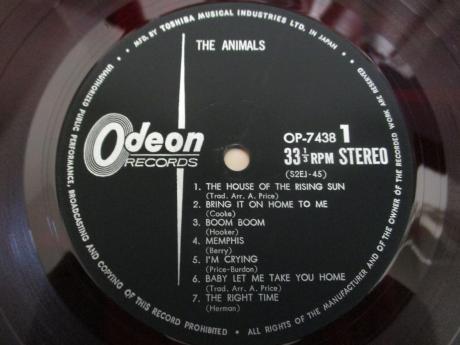 MFD. BY TOSHIBA MUSICAL INDUSTRIES LTD. IN JAPAN •
THE ANIMALS
Odeon
RECORDS
OP-7438 1
33 1/3 RPM STEREO
(S2EJ-45)
1. THE HOUSE OF THE RISING SUN
(Trad. Arr. A. Price)
2. BRING IT ON HOME TO ME
(Cooke)
3. BOOM BOOM
(Hooker)
4. MEMPHIS
(Berry)
5. I'M CRYING
(Price-Burdon)
6. BABY LET ME TAKE YOU HOME
(Trad. Arr. A. Price)
7. THE RIGHT TIME
(Herman)
UNAUTHORIZED PUBLIC PERFORMANCE, BROADCASTING AND COPYING OF THIS RECORD PROHIBITED • ALL RIGHTS OF THE MANUFACTURER AND OF THE OWNER OF THE RECORDED WORK ARE RESERVED